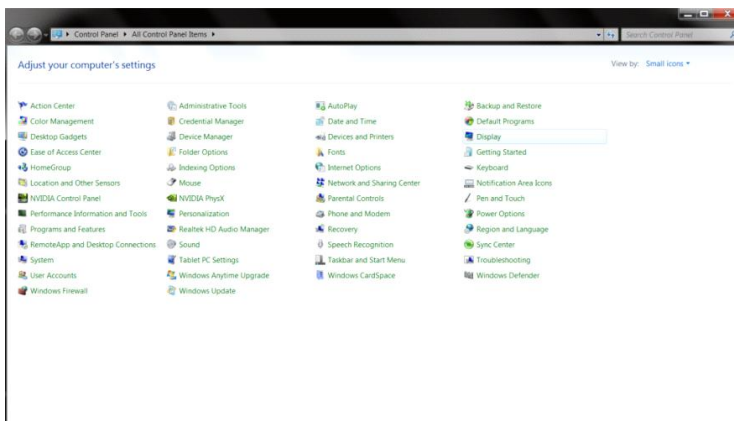 Control Panel ▸ All Control Panel Items ▸ Search Control Panel
Adjust your computer's settings View by: Small icons
Action Center Administrative Tools AutoPlay Backup and Restore
Color Management Credential Manager Date and Time Default Programs
Desktop Gadgets Device Manager Devices and Printers Display
Ease of Access Center Folder Options Fonts Getting Started
HomeGroup Indexing Options Internet Options Keyboard
Location and Other Sensors Mouse Network and Sharing Center Notification Area Icons
NVIDIA Control Panel NVIDIA PhysX Parental Controls Pen and Touch
Performance Information and Tools Personalization Phone and Modem Power Options
Programs and Features Realtek HD Audio Manager Recovery Region and Language
RemoteApp and Desktop Connections Sound Speech Recognition Sync Center
System Tablet PC Settings Taskbar and Start Menu Troubleshooting
User Accounts Windows Anytime Upgrade Windows CardSpace Windows Defender
Windows Firewall Windows Update